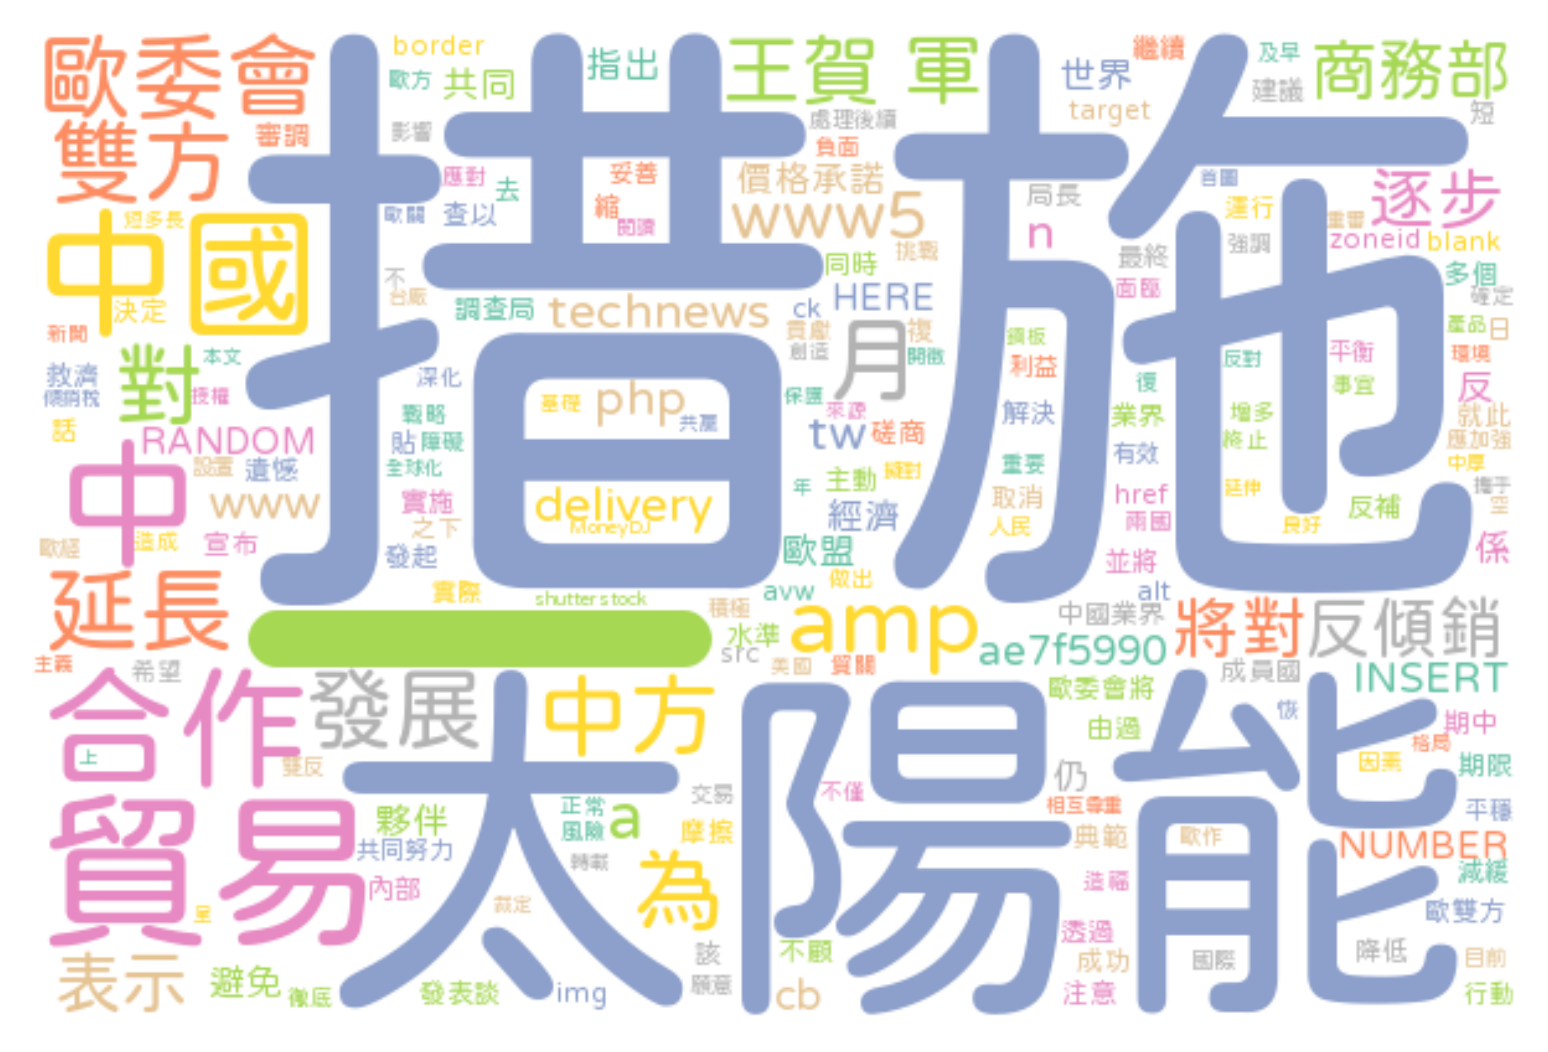 歐委會
border
指出
王賀 軍
世界
繼續
及早
商務部
歐方
共同
target
建議
短
雙方
審調
影響
處理後續
負面
措施
應對
去
妥善
價格承諾
局長
首圖
逐步
中國
短多長
歐關
查以
縮
閱讀
www5
n
運行
重審
強調
zoneid
blank
挑戰
同時
最終
多個
決定
不
台廠
調查局
technews
ck
HERE
面臨
確定
新聞
貢獻
複
月
創造
開徵
鋼板
產品
日
對
本文
救濟
傾銷稅
授權
深化
php
基礎
共贏
保護
來源
利益
反對
平衡
環境
復
事宜
反
話
RANDOM
戰略
貼
障礙
tw
磋商
解決
業界
增多
終止
就此
應加強
中
設置
遺憾
全球化
主動
擬對
重要
有效
中厚
www
實施
delivery
MoneyDJ
年
取消
href
延伸
攜手
空
之下
經濟
人民
兩國
良好
反補
歐經
造成
宣布
發起
歐盟
並將
係
延長
實際
shutterstock
avw
做出
alt
一
積極
水準
amp
中國業界
將對
反傾銷
主義
希望
src
美國
貿關
ae7f5990
成員國
INSERT
合作
發展
中方
太陽能
歐委會將
恢
期中
上
雙反
由過
格局
因素
期限
仍
貿易
夥伴
正常
風險
a
交易
不僅
相互尊重
平穩
共同努力
摩擦
典範
歐作
NUMBER
內部
轉載
為
造福
減緩
呈
裁定
歐雙方
表示
避免
徹底
發表談
img
該
願意
不顧
cb
透過
成功
注意
國際
降低
目前
行動